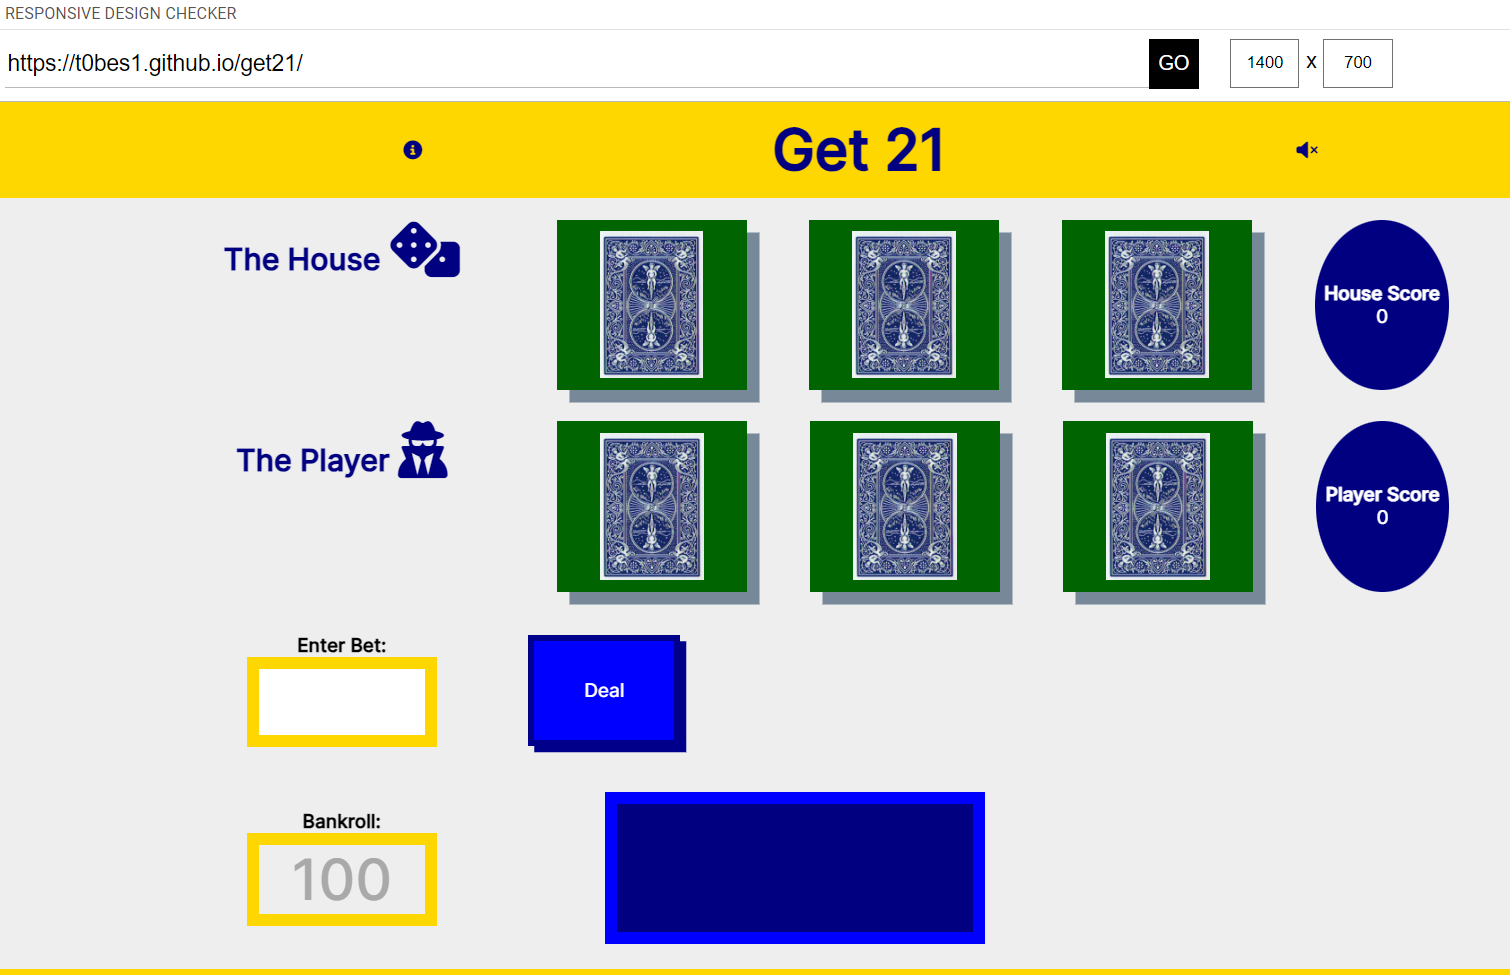 RESPONSIVE DESIGN CHECKER
https://t0bes1.github.io/get21/
GO
1400 X 700
Get 21
The House
House Score
0
The Player
Player Score
0
Enter Bet:
Deal
Bankroll:
100